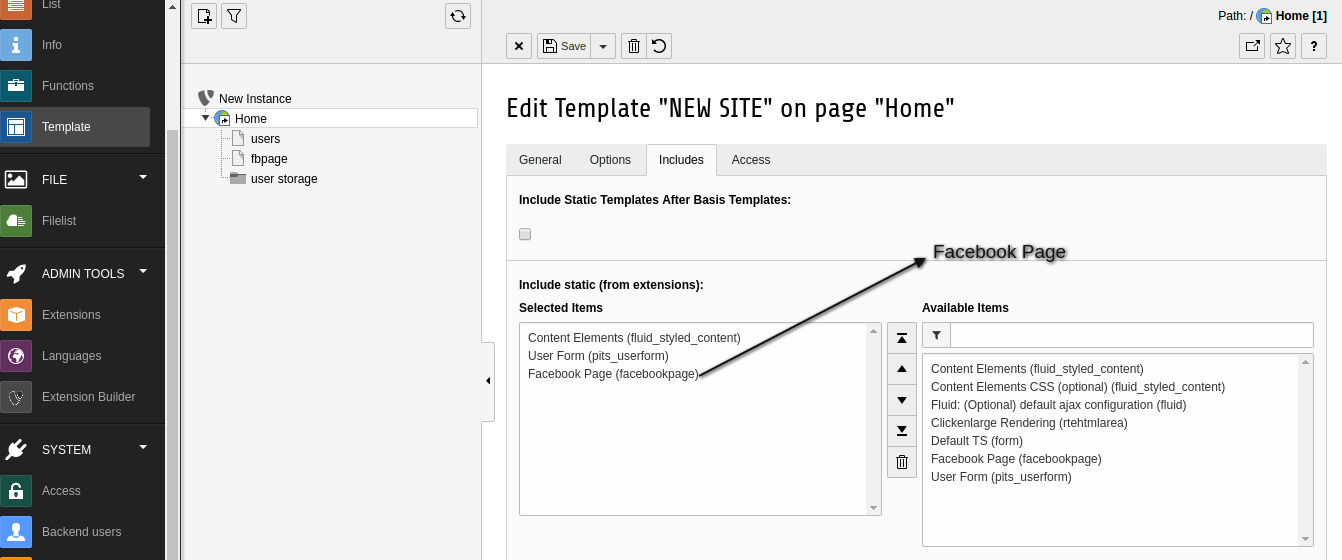 List
Info
Functions
Template
FILE
Filelist
ADMIN TOOLS
Extensions
Languages
Extension Builder
SYSTEM
Access
Backend users
New Instance
Home
users
fbpage
user storage
Path: / Home [1]
Save
?
Edit Template "NEW SITE" on page "Home"
General Options Includes Access
Include Static Templates After Basis Templates:
Facebook Page
Include static (from extensions):
Selected Items
Content Elements (fluid_styled_content)
User Form (pits_userform)
Facebook Page (facebookpage)
Available Items
Content Elements (fluid_styled_content)
Content Elements CSS (optional) (fluid_styled_content)
Fluid: (Optional) default ajax configuration (fluid)
Clickenlarge Rendering (rtehtmlarea)
Default TS (form)
Facebook Page (facebookpage)
User Form (pits_userform)